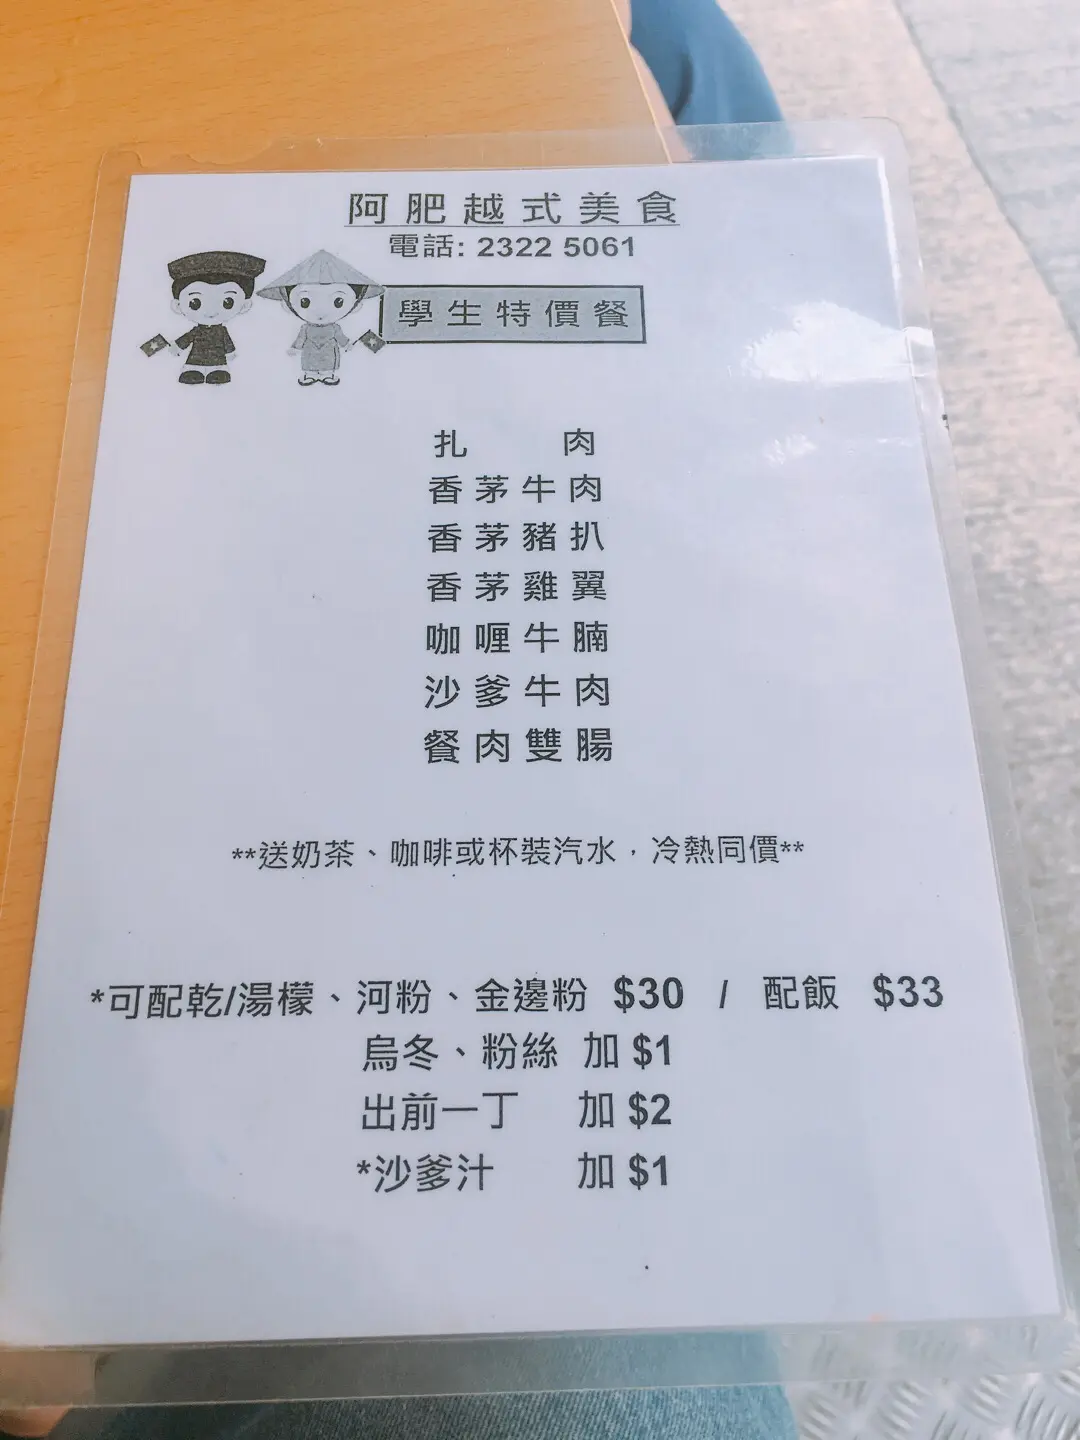 阿肥越式美食
電話: 2322 5061
學生特價餐
扎肉
香茅牛肉
香茅豬扒
香茅雞翼
咖喱牛腩
沙爹牛肉
餐肉雙腸
**送奶茶、咖啡或杯裝汽水，冷熱同價**
*可配乾/湯檬、河粉、金邊粉 $30 / 配飯 $33
烏冬、粉絲 加 $1
出前一丁 加 $2
*沙爹汁 加 $1